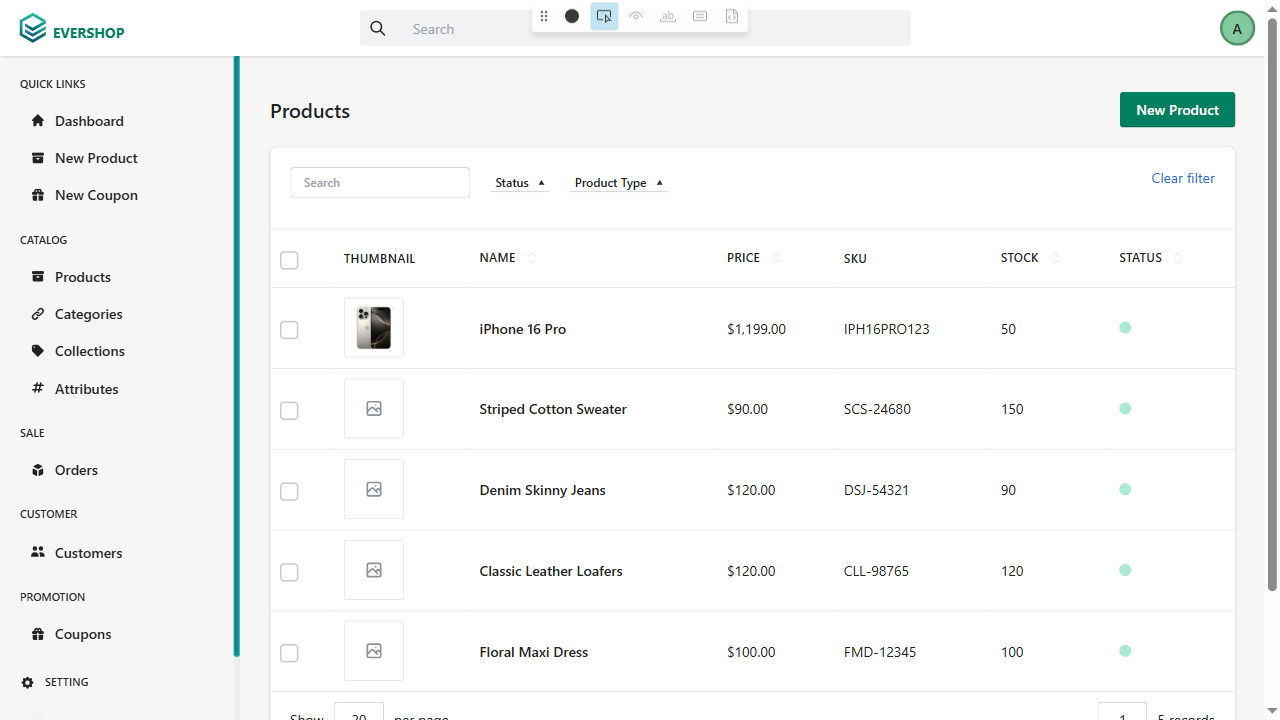 EVERSHOP
Search
ab
A
QUICK LINKS
Dashboard
New Product
New Coupon
CATALOG
Products
Categories
Collections
Attributes
SALE
Orders
CUSTOMER
Customers
PROMOTION
Coupons
SETTING
Products
New Product
Search
Status
Product Type
Clear filter
THUMBNAIL NAME PRICE SKU STOCK STATUS
iPhone 16 Pro $1,199.00 IPH16PRO123 50
Striped Cotton Sweater $90.00 SCS-24680 150
Denim Skinny Jeans $120.00 DSJ-54321 90
Classic Leather Loafers $120.00 CLL-98765 120
Floral Maxi Dress $100.00 FMD-12345 100
Show 20 per page 1 5 records